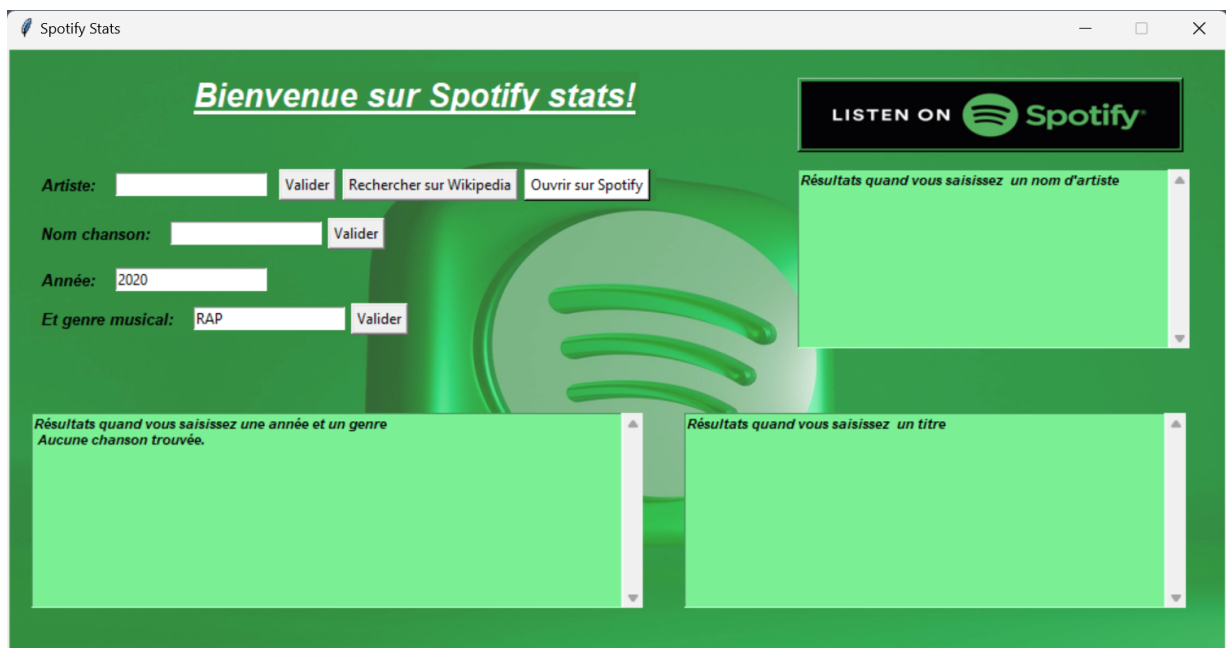 Spotify Stats
Bienvenue sur Spotify stats!
LISTEN ON Spotify
Artiste: Valider Rechercher sur Wikipedia Ouvrir sur Spotify
Résultats quand vous saisissez  un nom d'artiste
Nom chanson: Valider
Année: 2020
Et genre musical: RAP Valider
Résultats quand vous saisissez une année et un genre
Aucune chanson trouvée.
Résultats quand vous saisissez  un titre